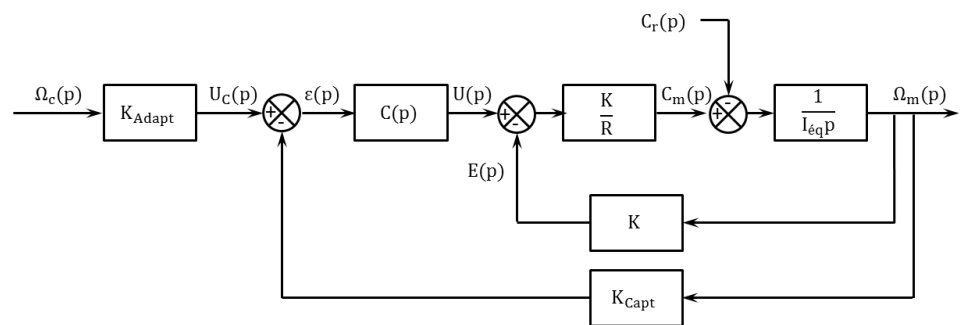 C_r(p)
Ω_c(p)
K_Adapt
U_C(p)
+
-
ε(p)
C(p)
U(p)
+
-
K
R
C_m(p)
-
+
1
I_éq p
Ω_m(p)
E(p)
K
K_Capt